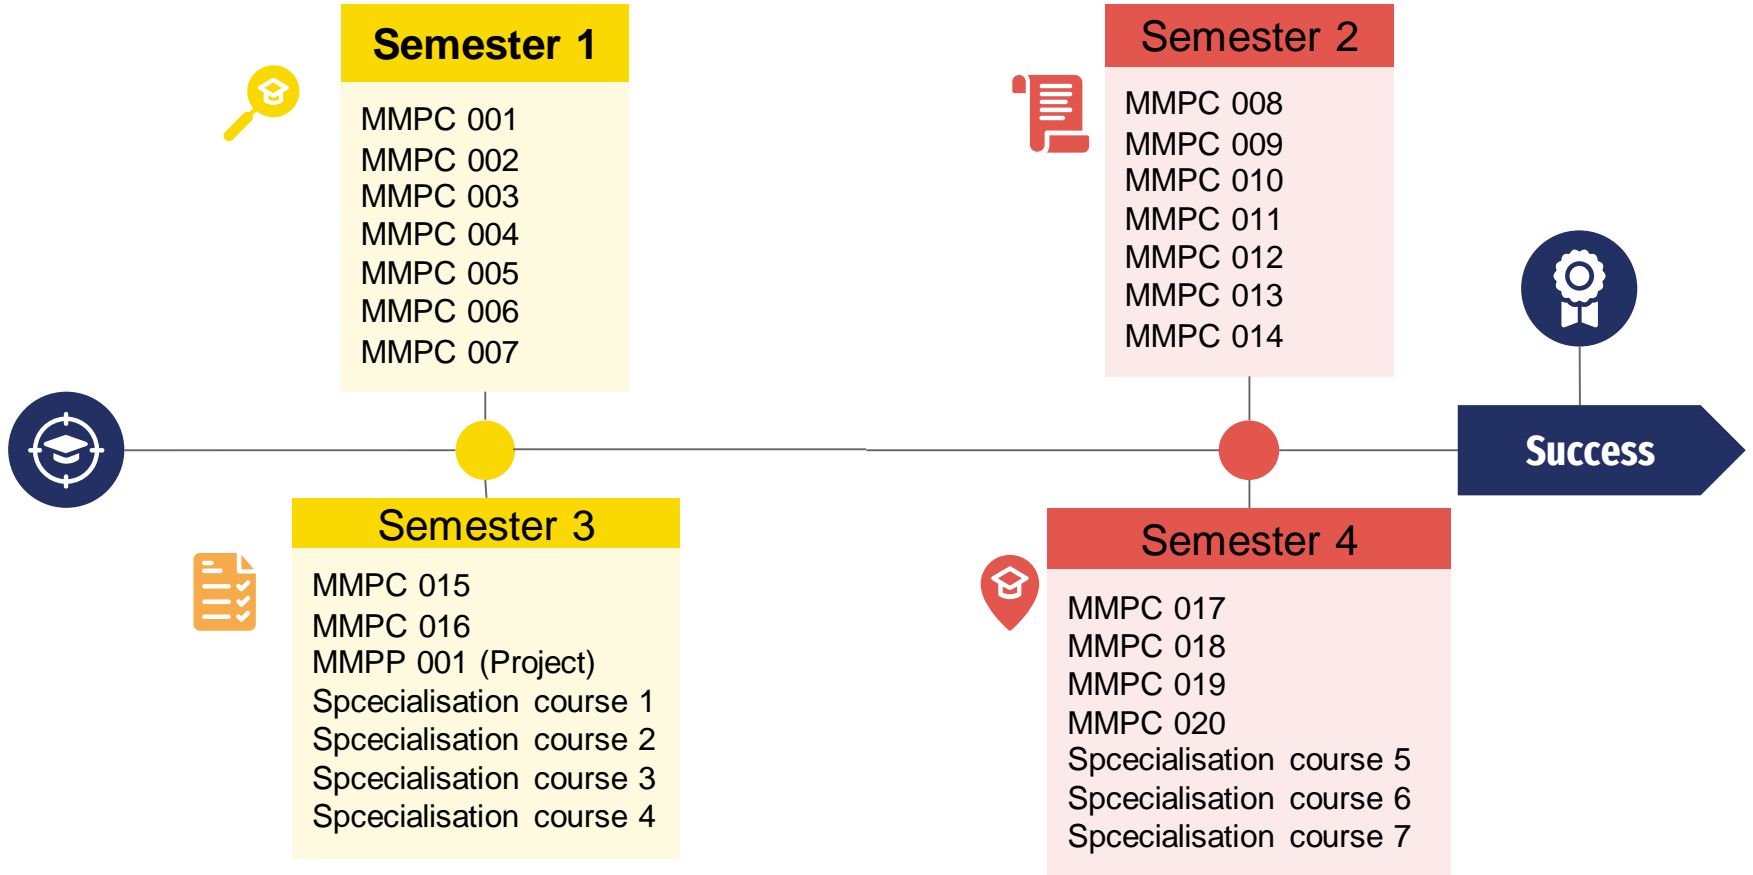 Semester 1
MMPC 001
MMPC 002
MMPC 003
MMPC 004
MMPC 005
MMPC 006
MMPC 007
Semester 2
MMPC 008
MMPC 009
MMPC 010
MMPC 011
MMPC 012
MMPC 013
MMPC 014
Success
Semester 3
MMPC 015
MMPC 016
MMPP 001 (Project)
Spcecialisation course 1
Spcecialisation course 2
Spcecialisation course 3
Spcecialisation course 4
Semester 4
MMPC 017
MMPC 018
MMPC 019
MMPC 020
Spcecialisation course 5
Spcecialisation course 6
Spcecialisation course 7